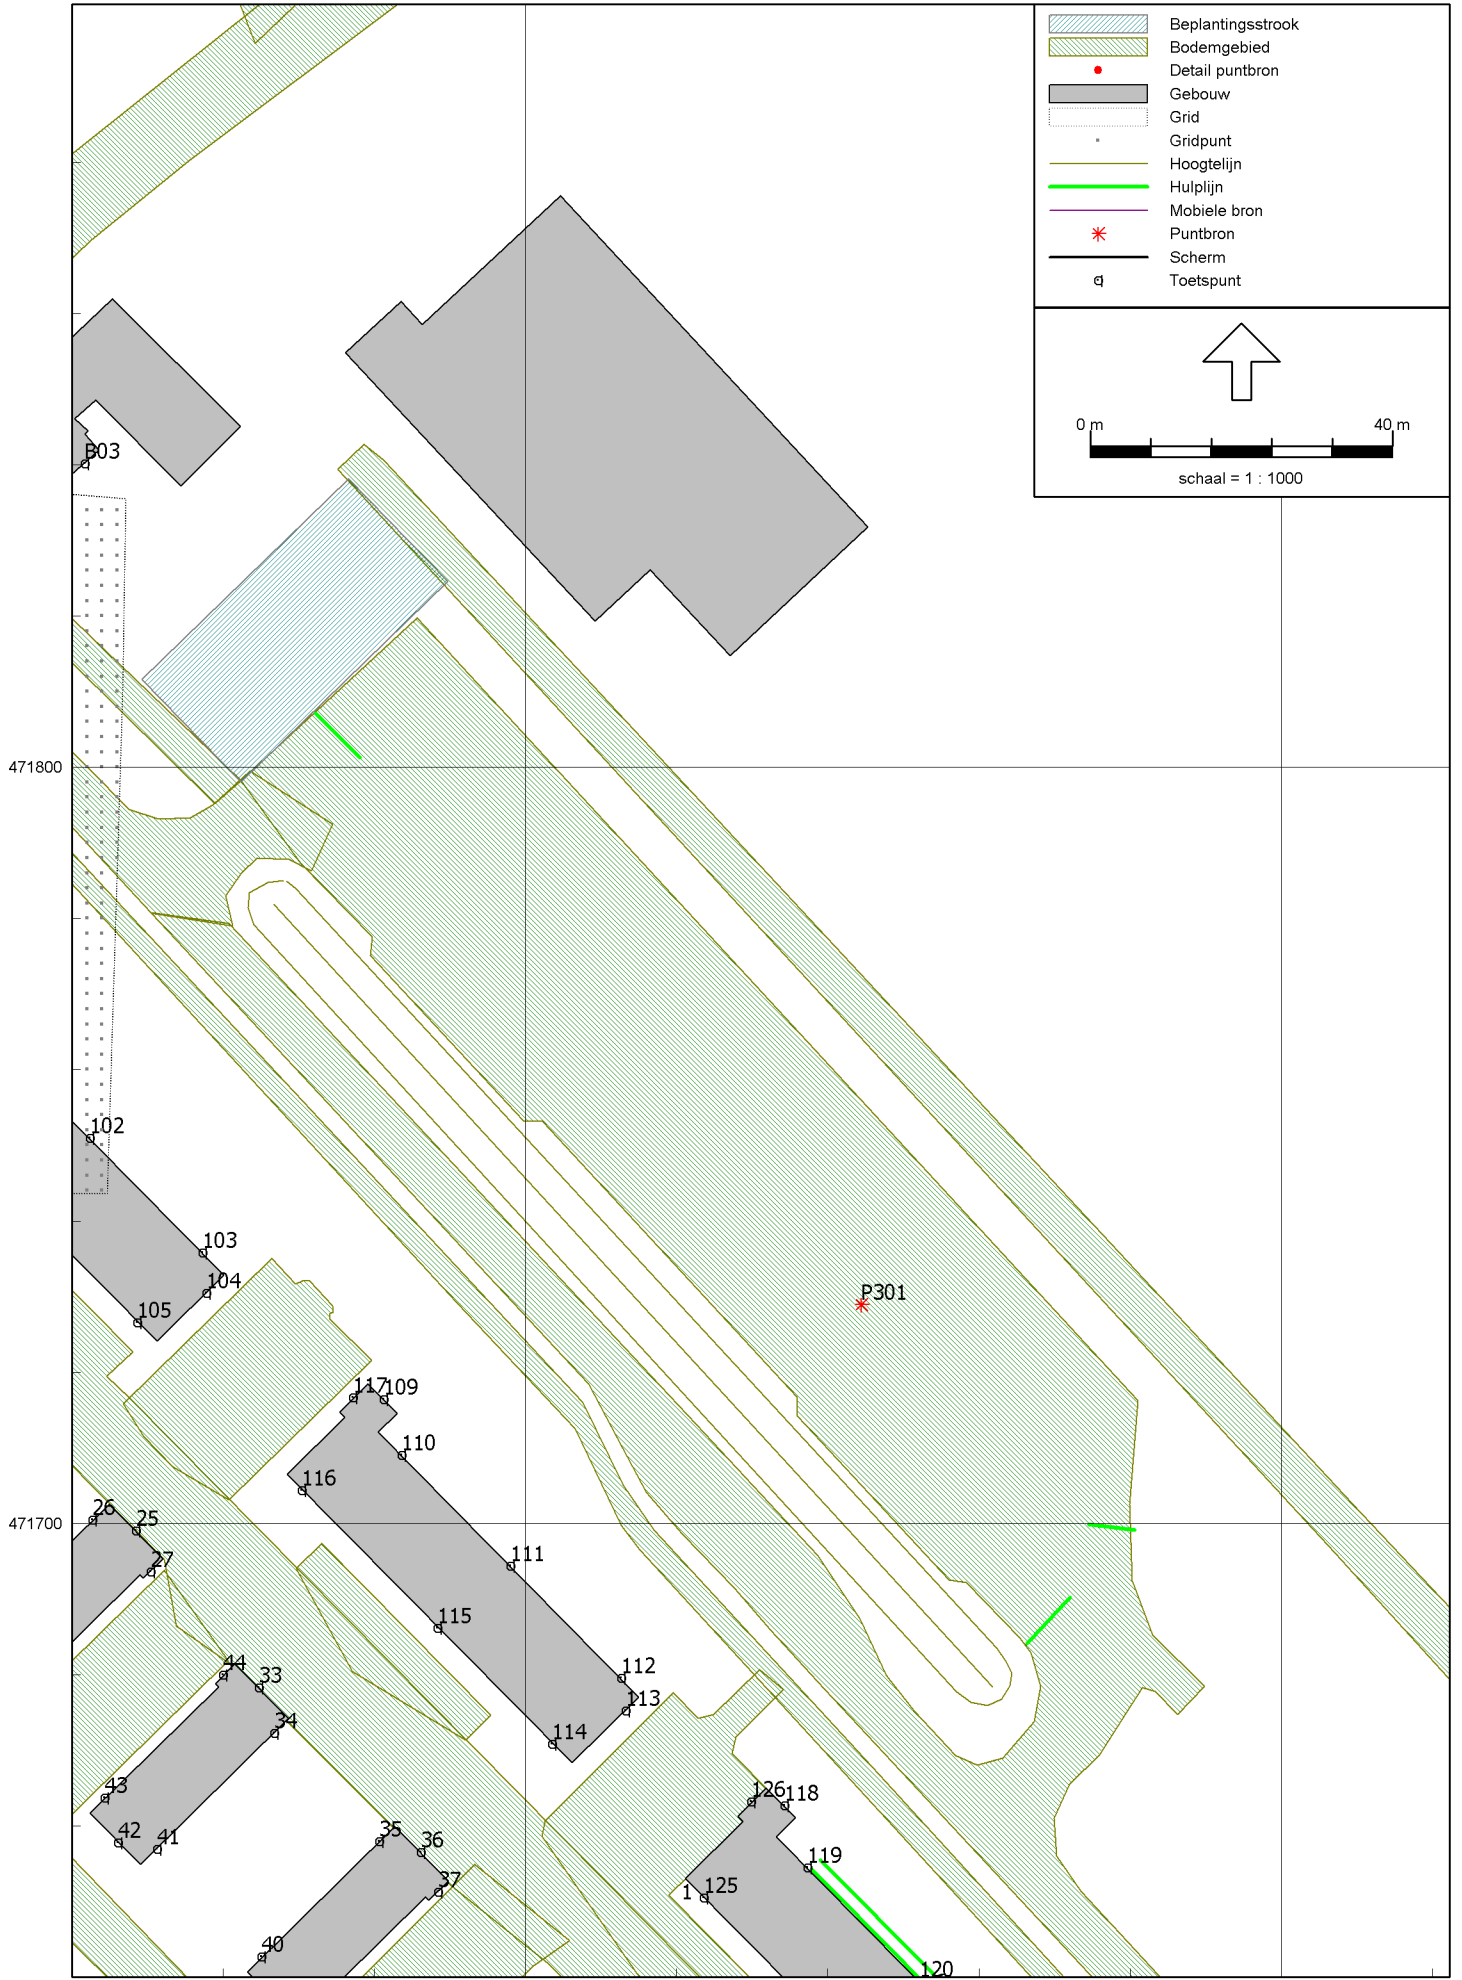 Beplantingsstrook
Bodemgebied
Detail puntbron
Gebouw
Grid
Gridpunt
Hoogtelijn
Hulplijn
Mobiele bron
Puntbron
Scherm
Toetspunt
0 m
40 m
schaal = 1 : 1000
B03
471800
102
103
104
105
P301
117
109
110
116
26
25
471700
27
111
115
44
33
112
113
34
114
43
126
118
42
41
35
36
119
37
1
125
40
120